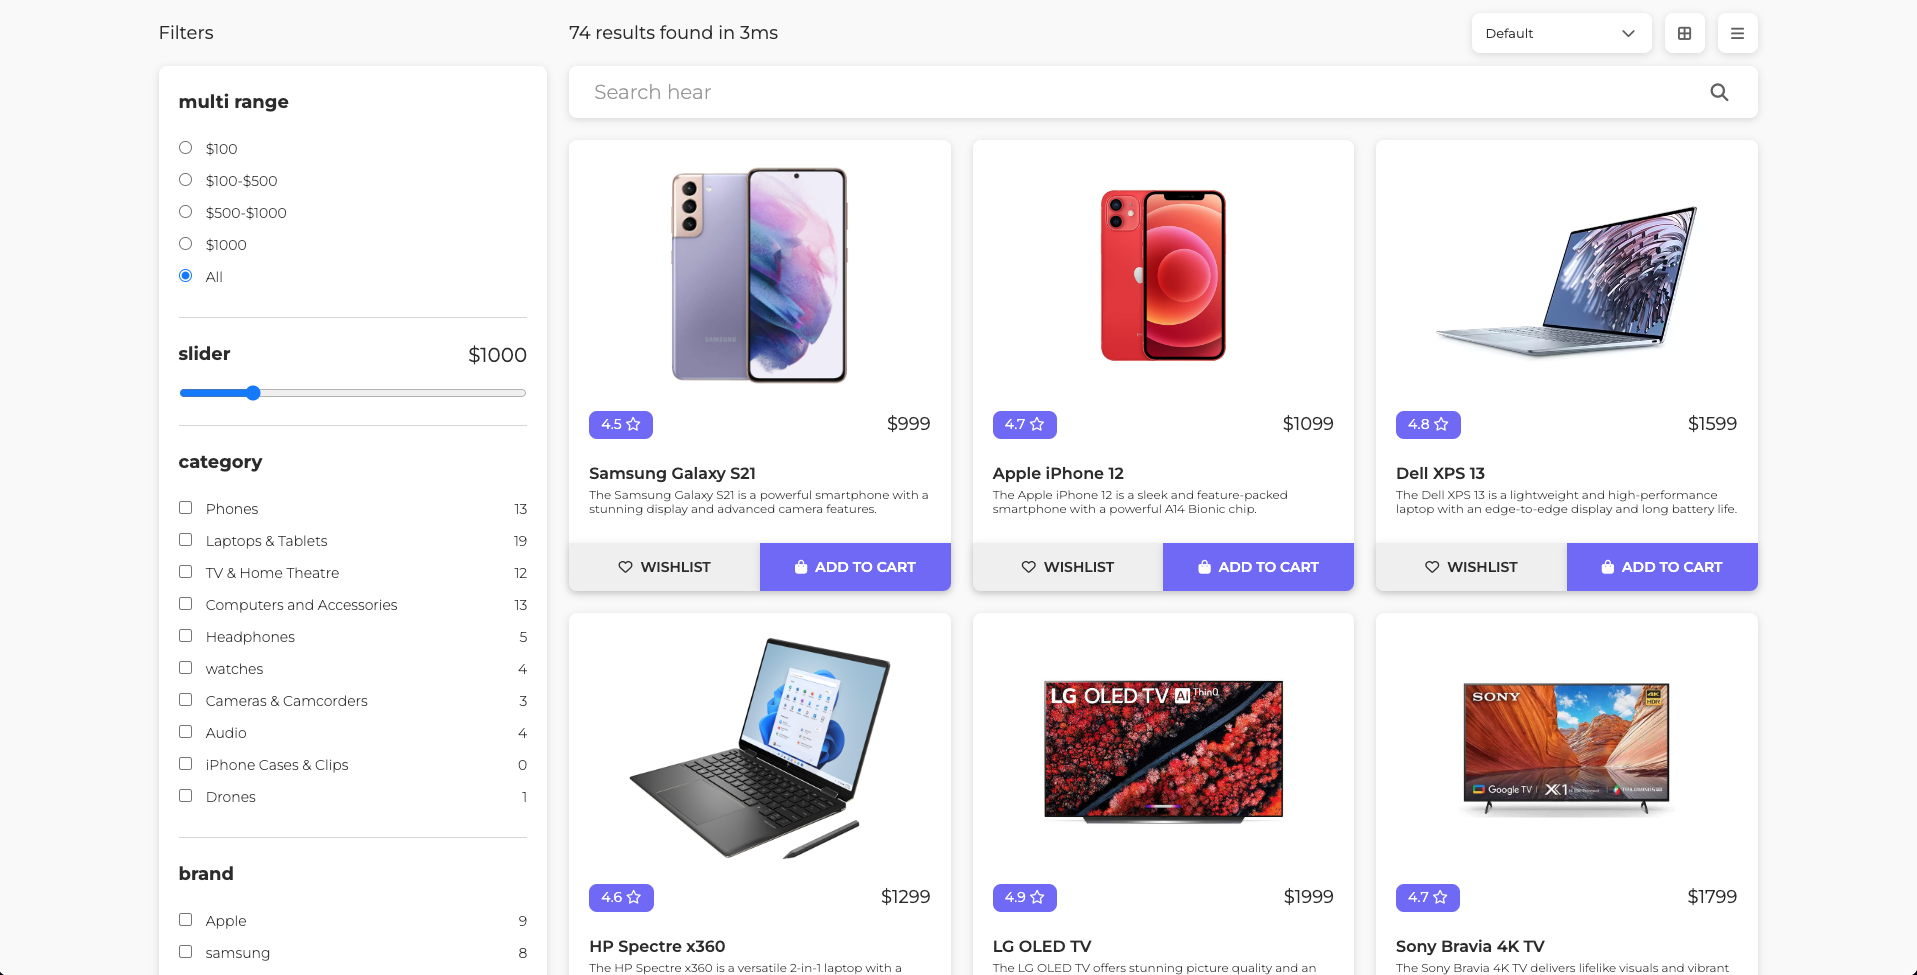 Filters
74 results found in 3ms
Default
multi range
$100
$100-$500
$500-$1000
$1000
All
slider
$1000
category
Phones 13
Laptops & Tablets 19
TV & Home Theatre 12
Computers and Accessories 13
Headphones 5
watches 4
Cameras & Camcorders 3
Audio 4
iPhone Cases & Clips 0
Drones 1
brand
Apple 9
samsung 8
Search hear
SAMSUNG
4.5 $999
Samsung Galaxy S21
The Samsung Galaxy S21 is a powerful smartphone with a
stunning display and advanced camera features.
WISHLIST
ADD TO CART
4.7 $1099
Apple iPhone 12
The Apple iPhone 12 is a sleek and feature-packed
smartphone with a powerful A14 Bionic chip.
WISHLIST
ADD TO CART
4.8 $1599
Dell XPS 13
The Dell XPS 13 is a lightweight and high-performance
laptop with an edge-to-edge display and long battery life.
WISHLIST
ADD TO CART
4.6 $1299
HP Spectre x360
The HP Spectre x360 is a versatile 2-in-1 laptop with a
LG OLED TV AI ThinQ
4.9 $1999
LG OLED TV
The LG OLED TV offers stunning picture quality and an
SONY
4K
HDR
Google TV
X1
4.7 $1799
Sony Bravia 4K TV
The Sony Bravia 4K TV delivers lifelike visuals and vibrant